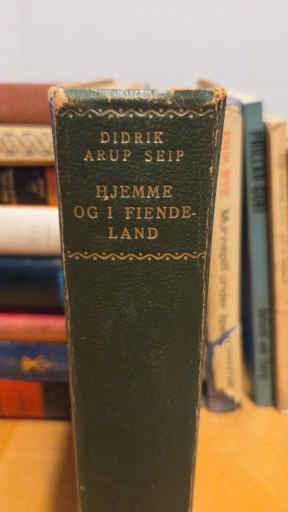 DIDRIK
ARUP SEIP
HJEMME
OG I FIENDE-
LAND